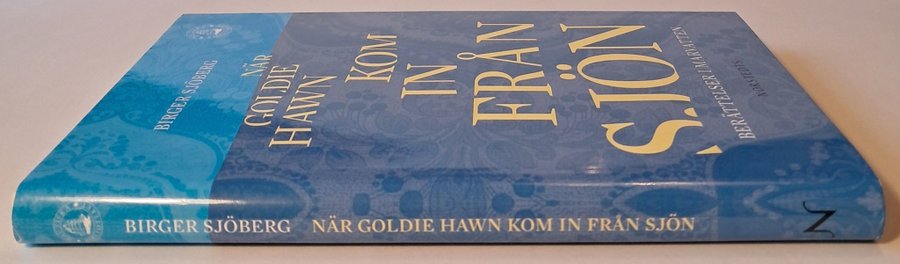 BIRGER SJÖBERG
NÄR
GOLDIE
HAWN
KOM
IN
FRÅN
SJÖN
BERÄTTELSER I MARVATTEN
NORSTEDTS
BIRGER SJÖBERG NÄR GOLDIE HAWN KOM IN FRÅN SJÖN
N